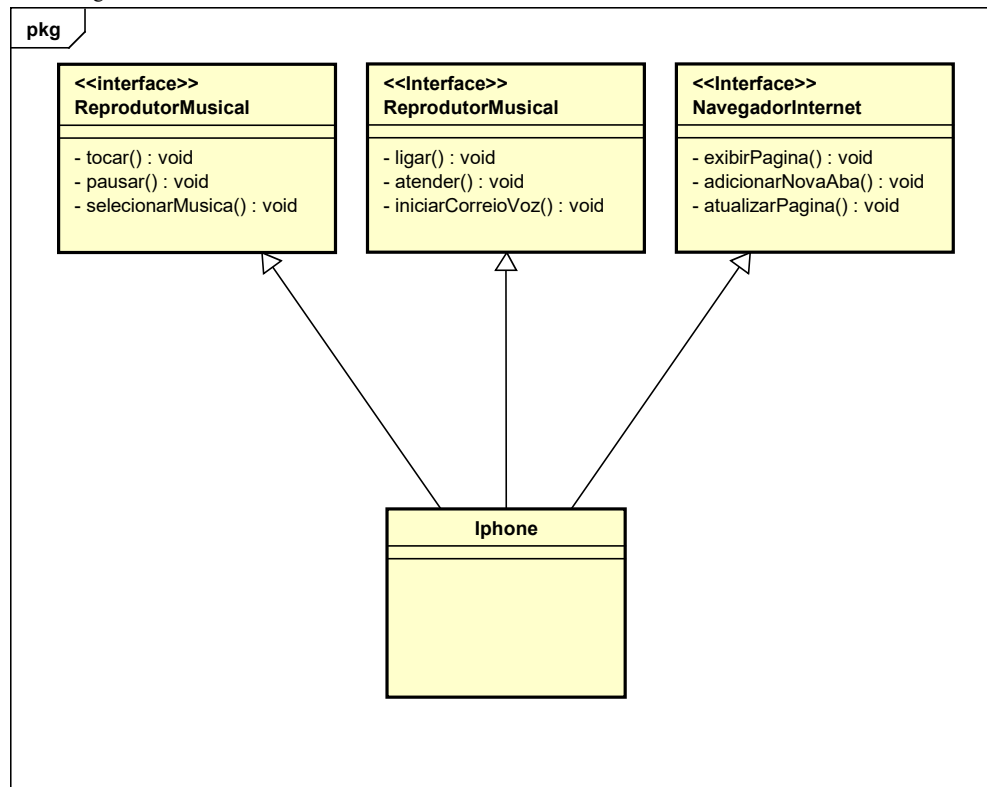 pkg
<<interface>>
ReprodutorMusical
- tocar() : void
- pausar() : void
- selecionarMusica() : void
<<Interface>>
ReprodutorMusical
- ligar() : void
- atender() : void
- iniciarCorreioVoz() : void
<<Interface>>
NavegadorInternet
- exibirPagina() : void
- adicionarNovaAba() : void
- atualizarPagina() : void
Iphone